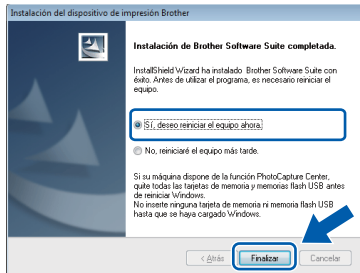 Instalación del dispositivo de impresión Brother
Instalación de Brother Software Suite completada.
InstallShield Wizard ha instalado Brother Software Suite con
éxito. Antes de utilizar el programa, es necesario reiniciar el
equipo.
Sí, deseo reiniciar el equipo ahora.
No, reiniciaré el equipo más tarde.
Si su máquina dispone de la función PhotoCapture Center,
quite todas las tarjetas de memoria y memorias flash USB antes
de reiniciar Windows.
No inserte ninguna tarjeta de memoria ni memoria flash USB
hasta que se haya cargado Windows.
< Atrás Finalizar Cancelar